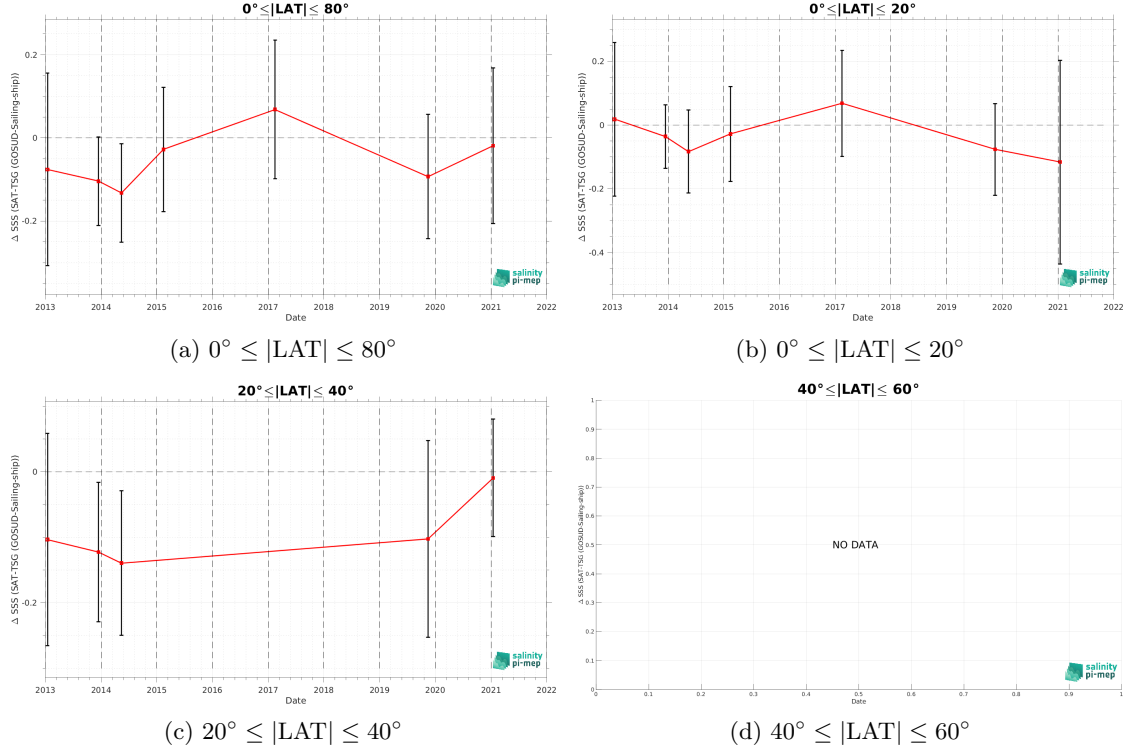 0°≤|LAT|≤ 80°
Δ SSS (SAT-TSG (GOSUD-Sailing-ship))
0.2
0
-0.2
2013 2014 2015 2016 2017 2018 2019 2020 2021 2022
Date
salinity
pi-mep
(a) 0° ≤ |LAT| ≤ 80°
0°≤|LAT|≤ 20°
Δ SSS (SAT-TSG (GOSUD-Sailing-ship))
0.2
0
-0.2
-0.4
2013 2014 2015 2016 2017 2018 2019 2020 2021 2022
Date
salinity
pi-mep
(b) 0° ≤ |LAT| ≤ 20°
20°≤|LAT|≤ 40°
Δ SSS (SAT-TSG (GOSUD-Sailing-ship))
0
-0.2
2013 2014 2015 2016 2017 2018 2019 2020 2021 2022
Date
salinity
pi-mep
(c) 20° ≤ |LAT| ≤ 40°
40°≤|LAT|≤ 60°
Δ SSS (SAT-TSG (GOSUD-Sailing-ship))
1
0.9
0.8
0.7
0.6
0.5
0.4
0.3
0.2
0.1
0
NO DATA
0 0.1 0.2 0.3 0.4 0.5 0.6 0.7 0.8 0.9 1
Date
salinity
pi-mep
(d) 40° ≤ |LAT| ≤ 60°